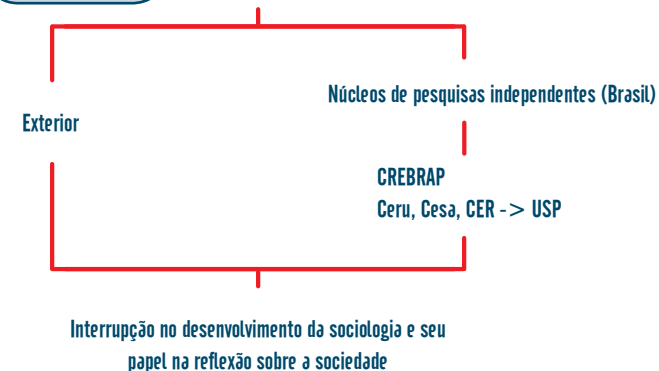 Exterior
Núcleos de pesquisas independentes (Brasil)
CREBRAP
Ceru, Cesa, CER -> USP
Interrupção no desenvolvimento da sociologia e seu
papel na reflexão sobre a sociedade